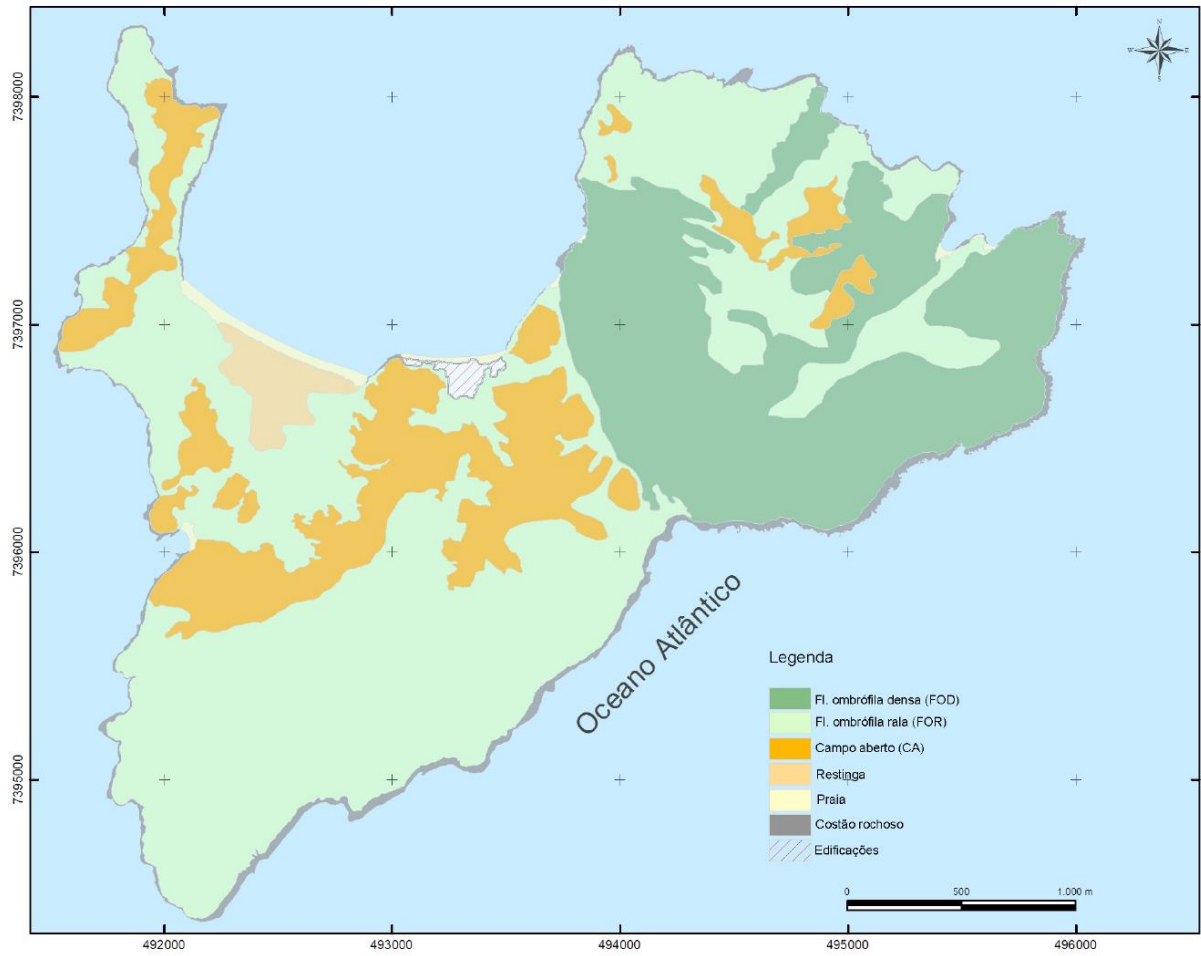 N
W
E
S
7398000
7397000
7396000
7395000
Oceano Atlântico
Legenda
Fl. ombrófila densa (FOD)
Fl. ombrófila rala (FOR)
Campo aberto (CA)
Restinga
Praia
Costão rochoso
Edificações
0 500 1.000 m
492000 493000 494000 495000 496000